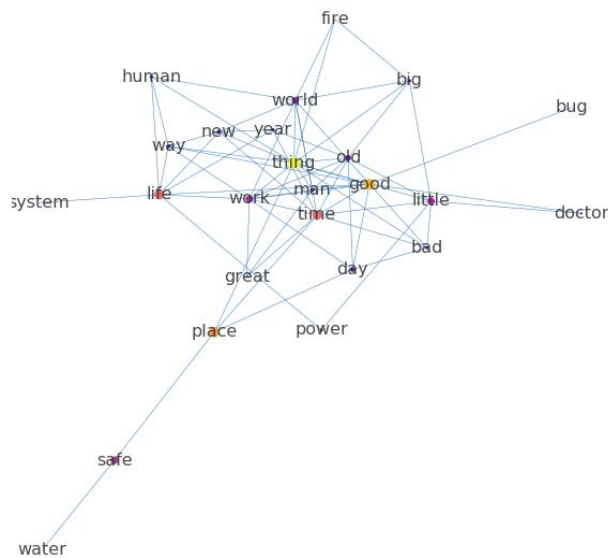 fire
human
big
world
bug
new
year
way
old
thing
good
man
life
work
little
system
time
doctor
bad
day
great
place
power
safe
water